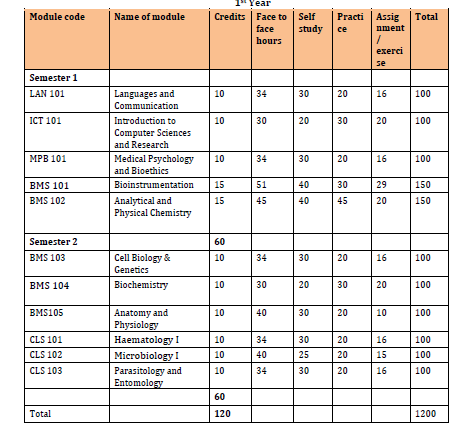 1st Year
Module code Name of module Credits Face to face hours Self study Practi ce Assig nment / exerci se Total
Semester 1
LAN 101 Languages and Communication 10 34 30 20 16 100
ICT 101 Introduction to Computer Sciences and Research 10 30 20 30 20 100
MPB 101 Medical Psychology and Bioethics 10 34 30 20 16 100
BMS 101 Bioinstrumentation 15 51 40 30 29 150
BMS 102 Analytical and Physical Chemistry 15 45 40 45 20 150
Semester 2 60
BMS 103 Cell Biology & Genetics 10 34 30 20 16 100
BMS 104 Biochemistry 10 30 20 30 20 100
BMS105 Anatomy and Physiology 10 40 30 20 10 100
CLS 101 Haematology I 10 34 30 20 16 100
CLS 102 Microbiology I 10 40 25 20 15 100
CLS 103 Parasitology and Entomology 10 34 30 20 16 100
60
Total 120 1200